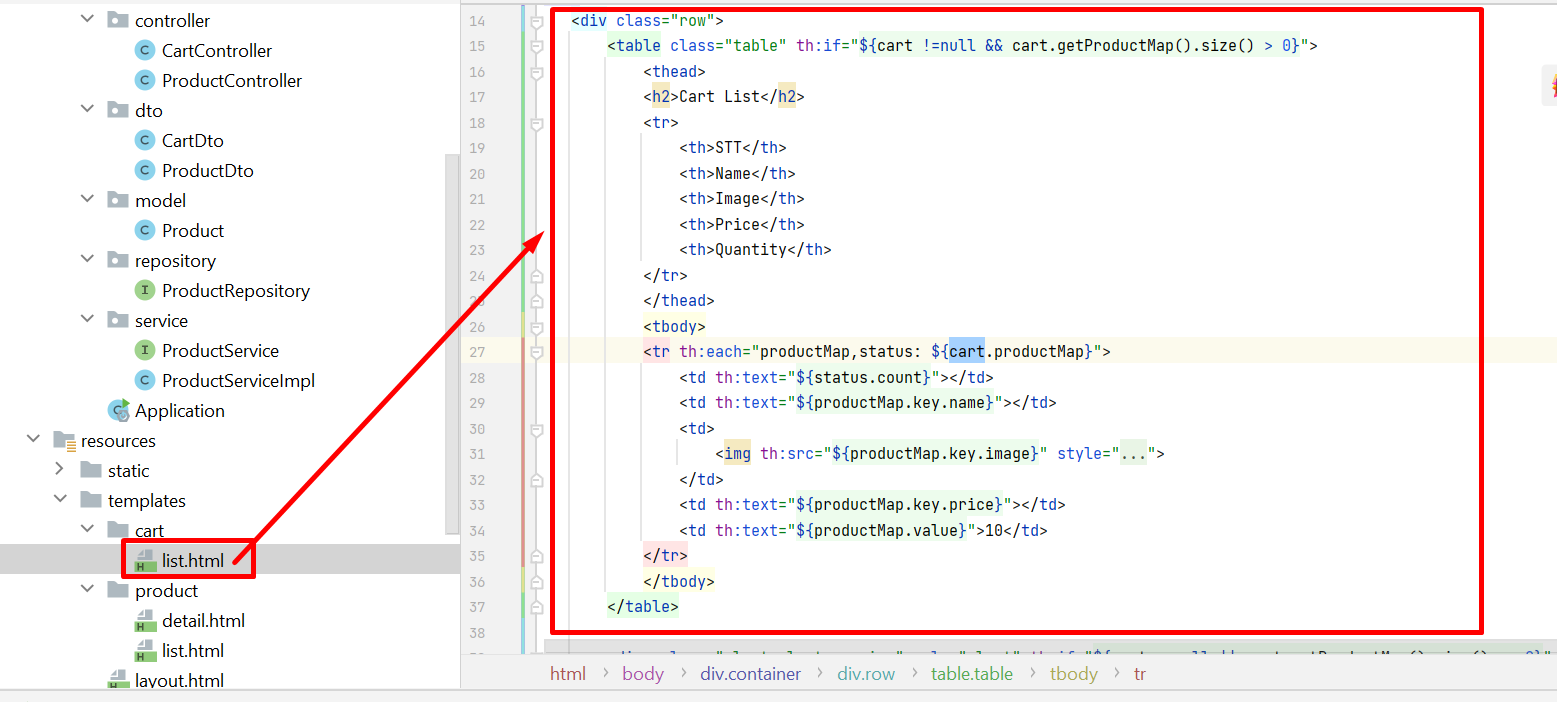 controller
CartController
ProductController
dto
CartDto
ProductDto
model
Product
repository
ProductRepository
service
ProductService
ProductServiceImpl
Application
resources
static
templates
cart
list.html
product
detail.html
list.html
layout.html
14 <div class="row">
15 <table class="table" th:if="${cart !=null && cart.getProductMap().size() > 0}">
16 <thead>
17 <h2>Cart List</h2>
18 <tr>
19 <th>STT</th>
20 <th>Name</th>
21 <th>Image</th>
22 <th>Price</th>
23 <th>Quantity</th>
24 </tr>
25 </thead>
26 <tbody>
27 <tr th:each="productMap,status: ${cart.productMap}">
28 <td th:text="${status.count}"></td>
29 <td th:text="${productMap.key.name}"></td>
30 <td>
31 <img th:src="${productMap.key.image}" style="...">
32 </td>
33 <td th:text="${productMap.key.price}"></td>
34 <td th:text="${productMap.value}">10</td>
35 </tr>
36 </tbody>
37 </table>
38
html > body > div.container > div.row > table.table > tbody > tr